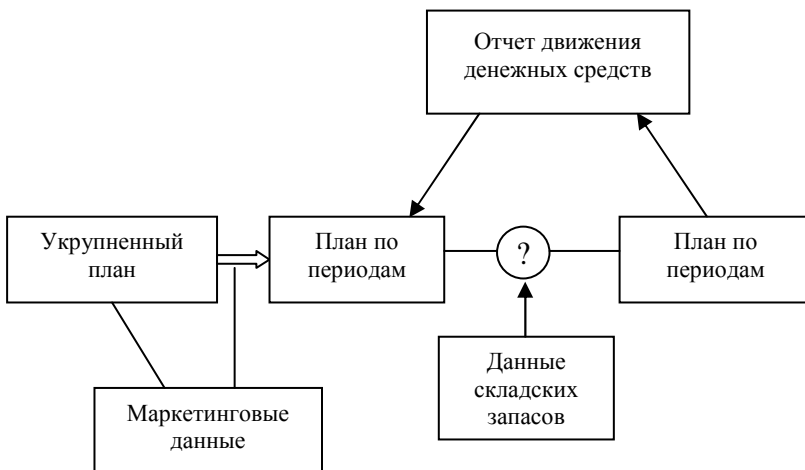 Отчет движения
денежных средств
Укрупненный
план
План по
периодам
?
План по
периодам
Данные
складских
запасов
Маркетинговые
данные